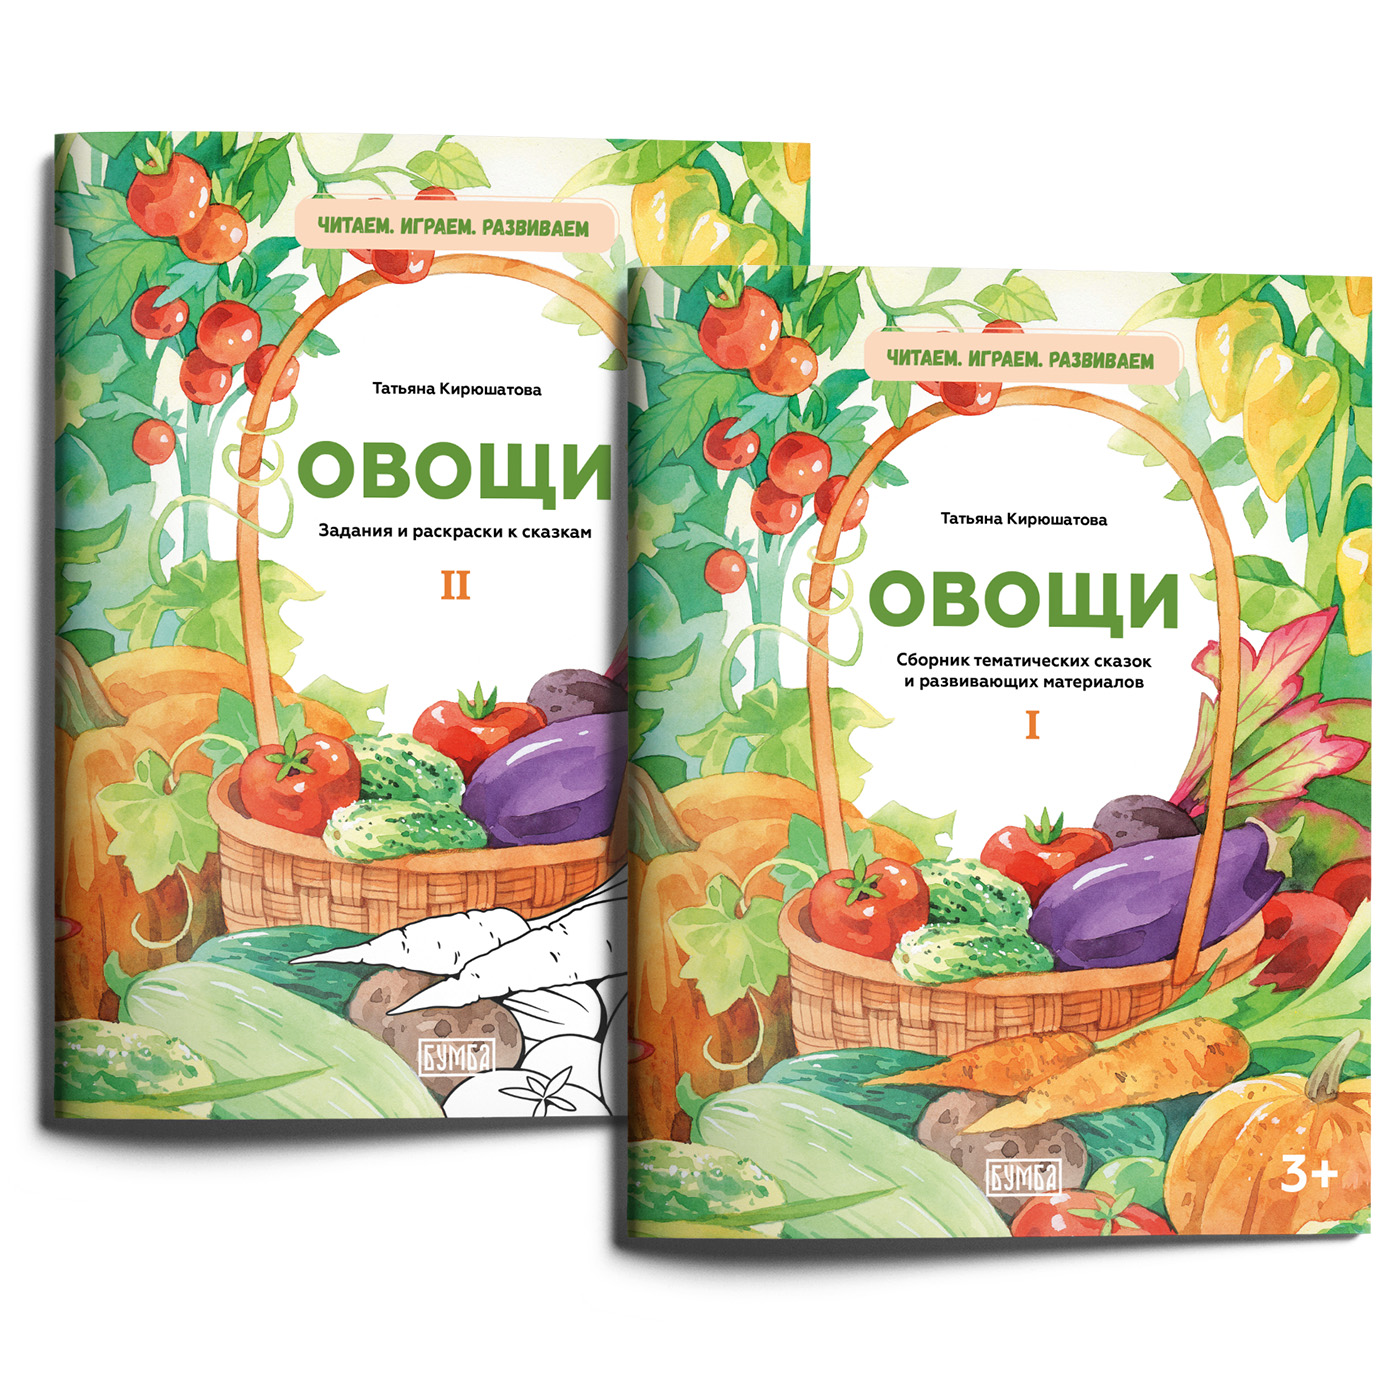 ЧИТАЕМ. ИГРАЕМ. РАЗВИВАЕМ
Татьяна Кирюшатова
ОВОЩИ
Задания и раскраски к сказкам
II
БУМБА
ЧИТАЕМ. ИГРАЕМ. РАЗВИВАЕМ
Татьяна Кирюшатова
ОВОЩИ
Сборник тематических сказок
и развивающих материалов
I
БУМБА
3+